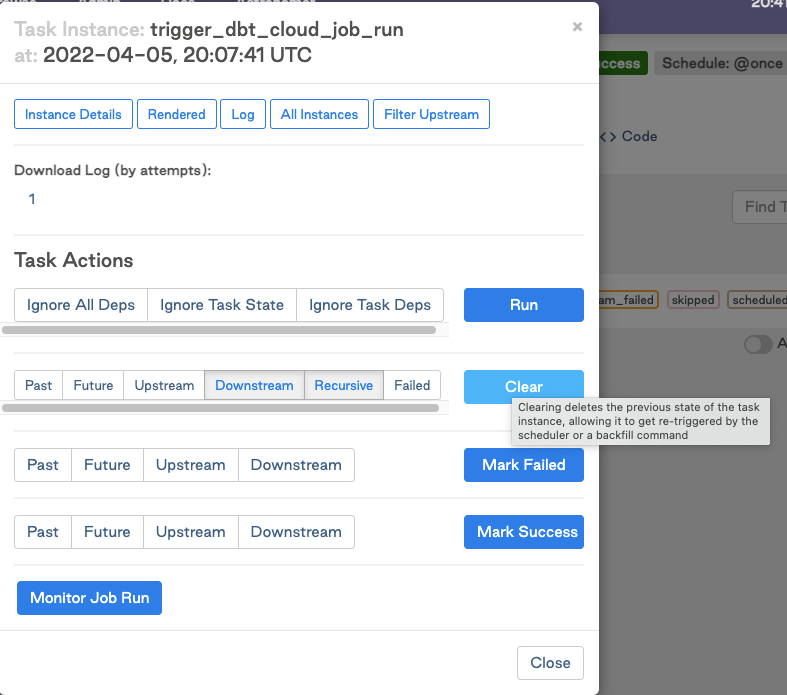 20:4
Task Instance: trigger_dbt_cloud_job_run
×
at: 2022-04-05, 20:07:41 UTC
ccess
Schedule: @once
Instance Details
Rendered
Log
All Instances
Filter Upstream
<> Code
Download Log (by attempts):
1
Find T
Task Actions
Ignore All Deps
Ignore Task State
Ignore Task Deps
Run
am_failed
skipped
scheduled
A
Past
Future
Upstream
Downstream
Recursive
Failed
Clear
Clearing deletes the previous state of the task
instance, allowing it to get re-triggered by the
scheduler or a backfill command
Past
Future
Upstream
Downstream
Mark Failed
Past
Future
Upstream
Downstream
Mark Success
Monitor Job Run
Close